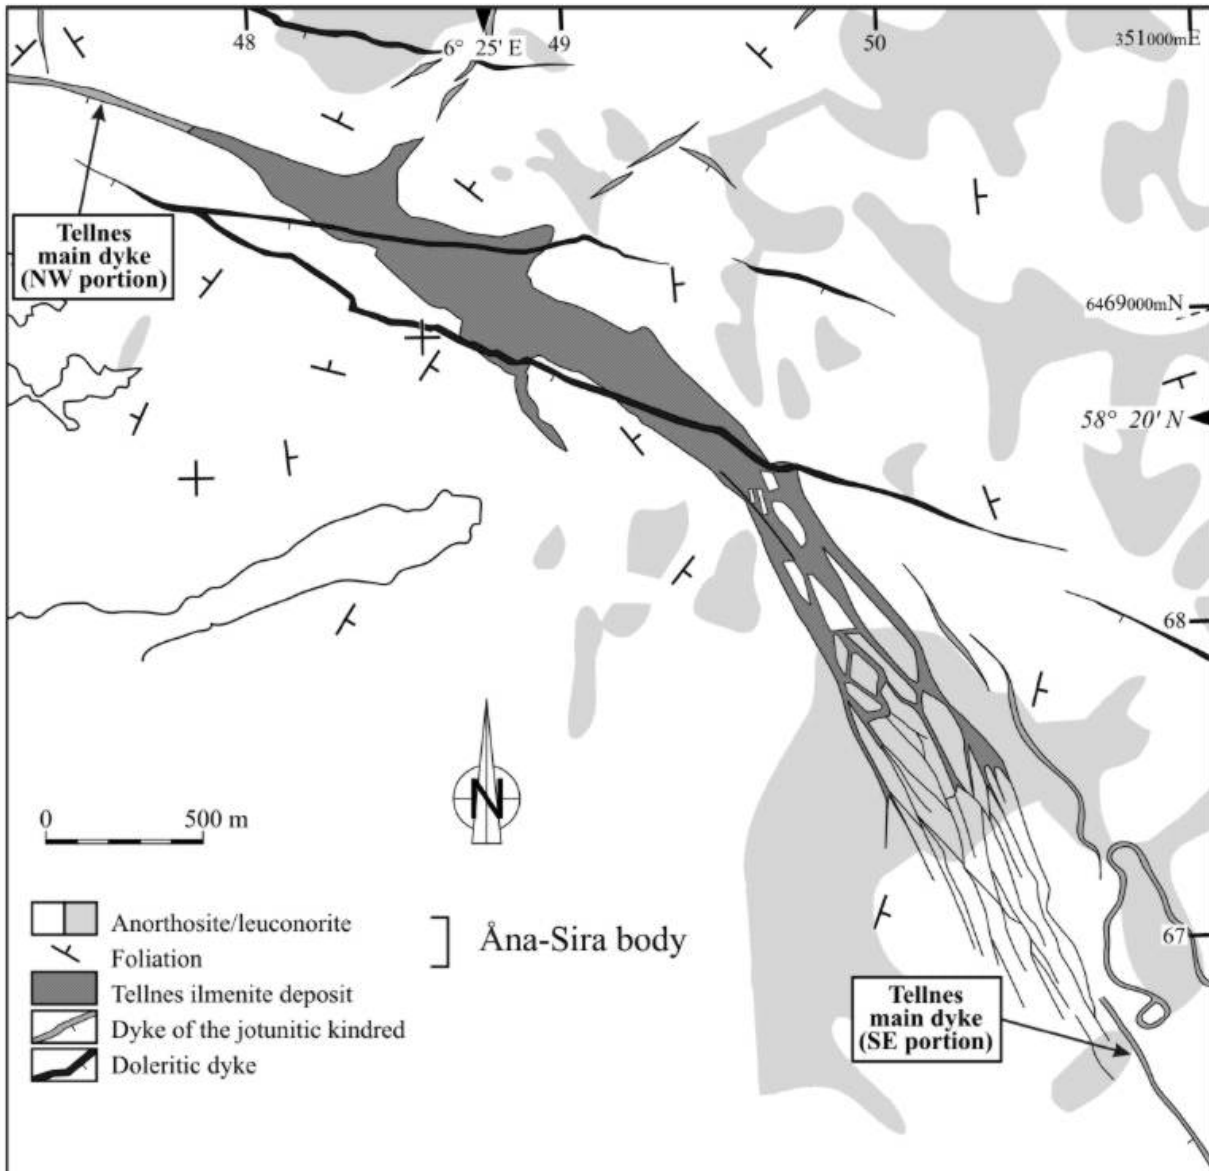 48
6° 25' E
49
50
351000mE
Tellnes
main dyke
(NW portion)
6469000mN
58° 20' N
68
N
0 500 m
Anorthosite/leuconorite
Foliation
Tellnes ilmenite deposit
Dyke of the jotunitic kindred
Doleritic dyke
Åna-Sira body
67
Tellnes
main dyke
(SE portion)